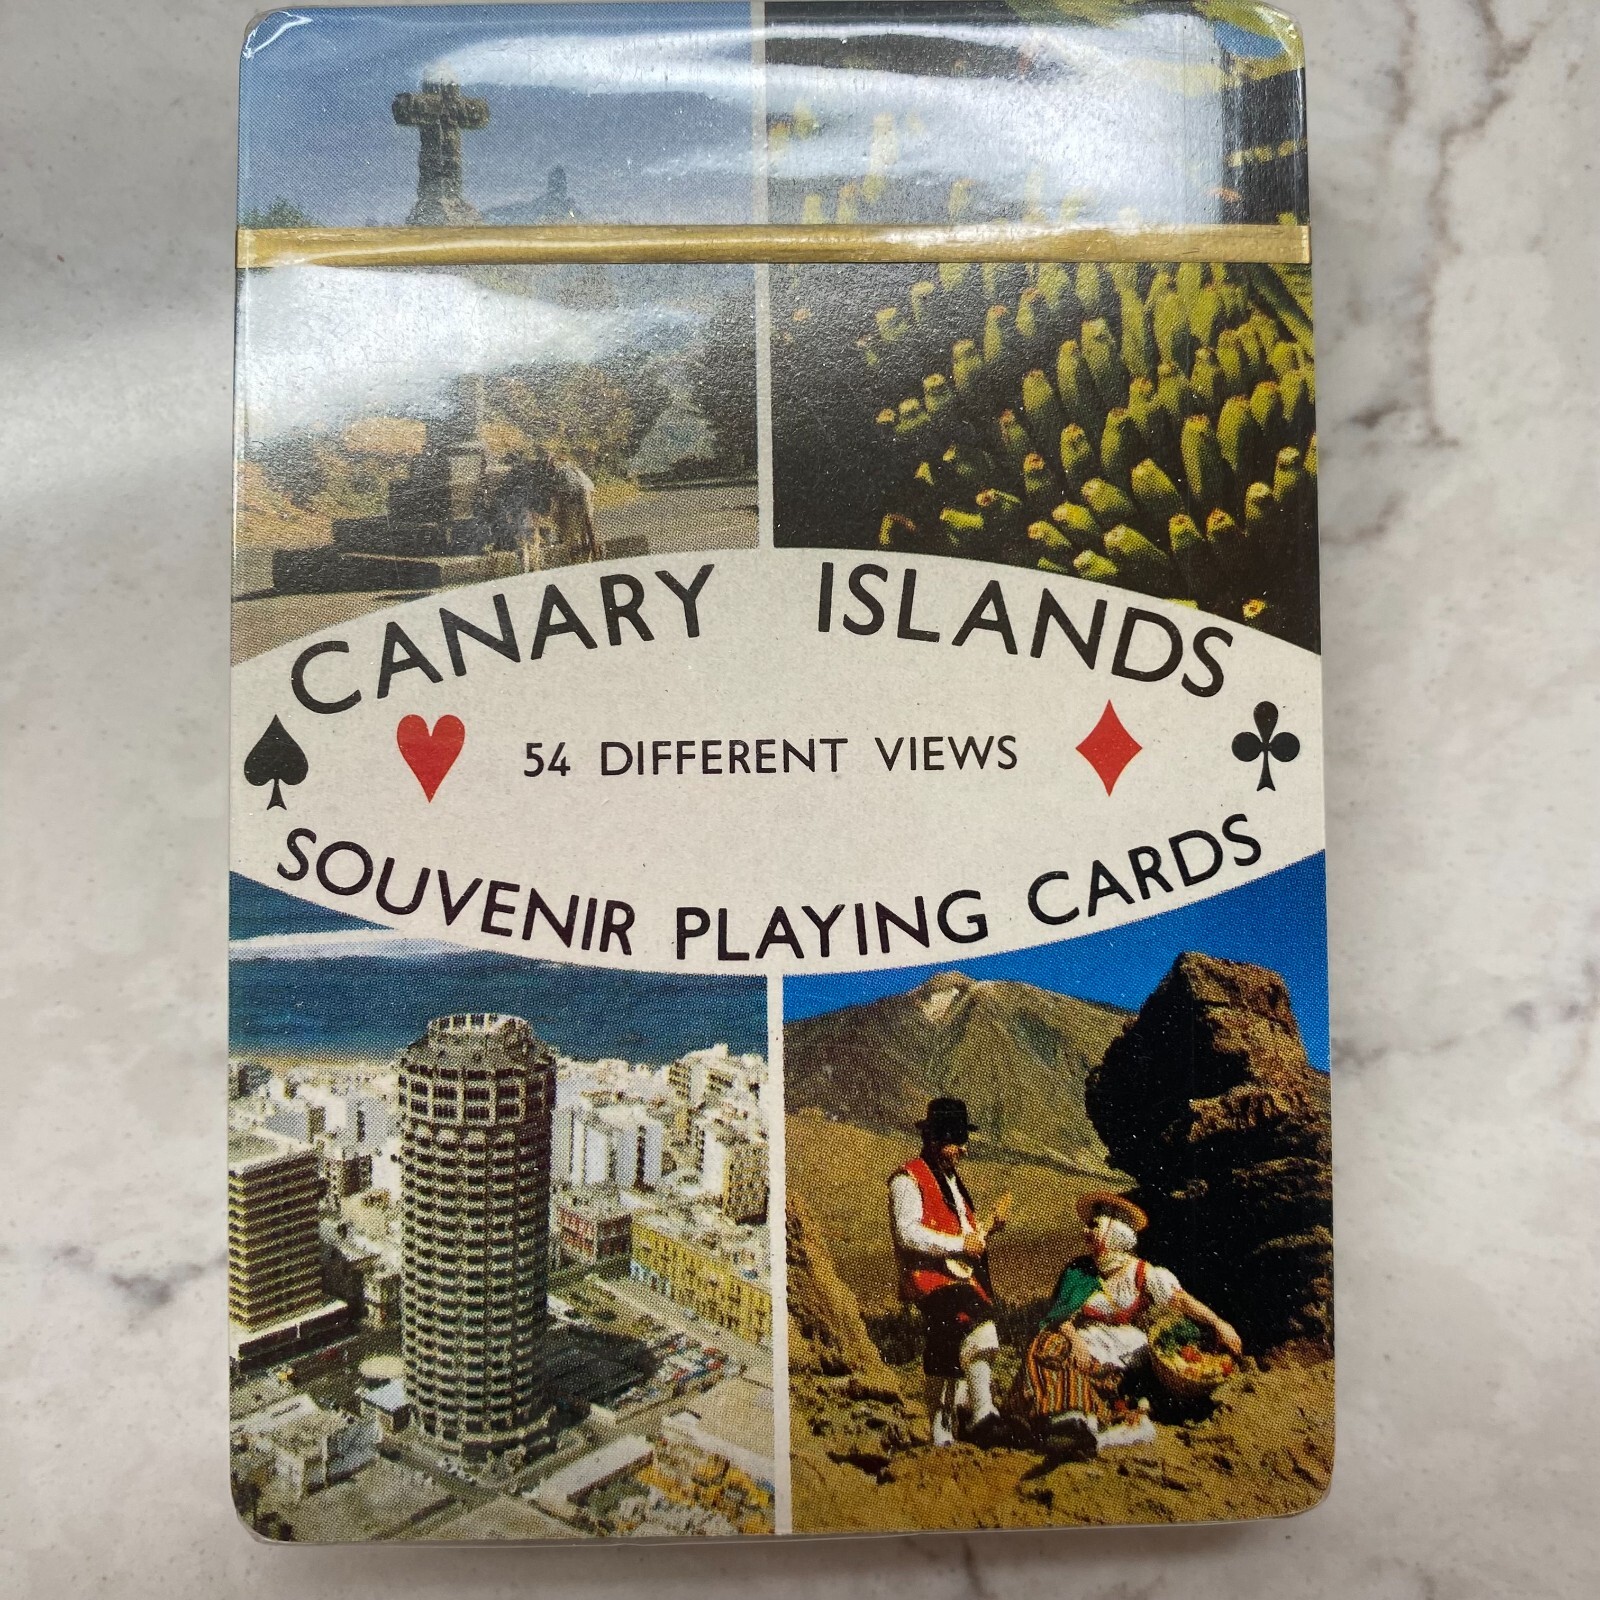 CANARY ISLANDS
54 DIFFERENT VIEWS
SOUVENIR PLAYING CARDS